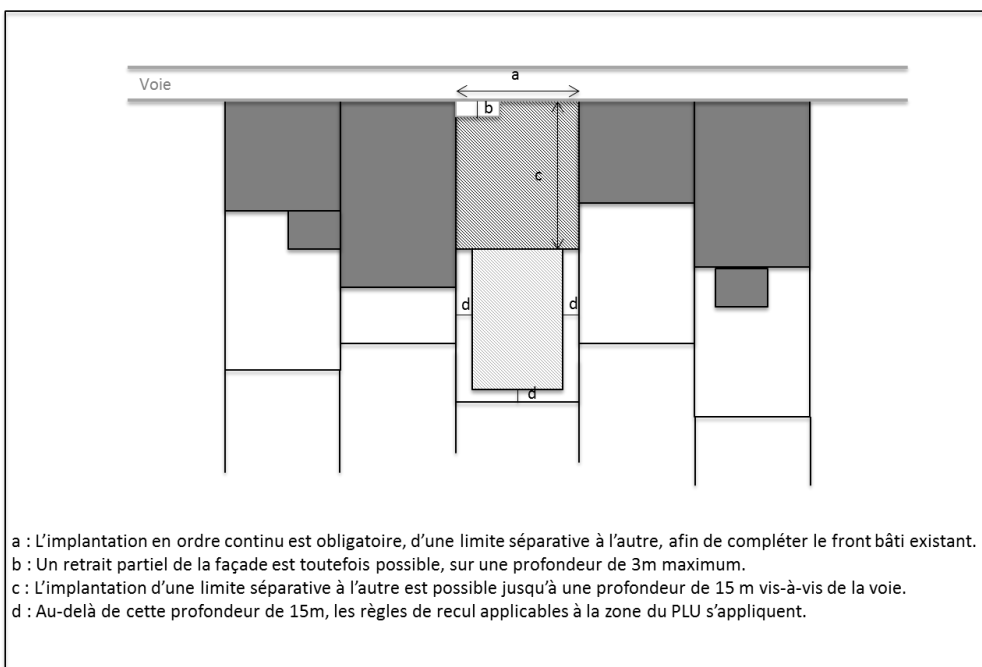 Voie
a
b
c
d
d
d
a : L'implantation en ordre continu est obligatoire, d'une limite séparative à l'autre, afin de compléter le front bâti existant.
b : Un retrait partiel de la façade est toutefois possible, sur une profondeur de 3m maximum.
c : L'implantation d'une limite séparative à l'autre est possible jusqu'à une profondeur de 15 m vis-à-vis de la voie.
d : Au-delà de cette profondeur de 15m, les règles de recul applicables à la zone du PLU s'appliquent.